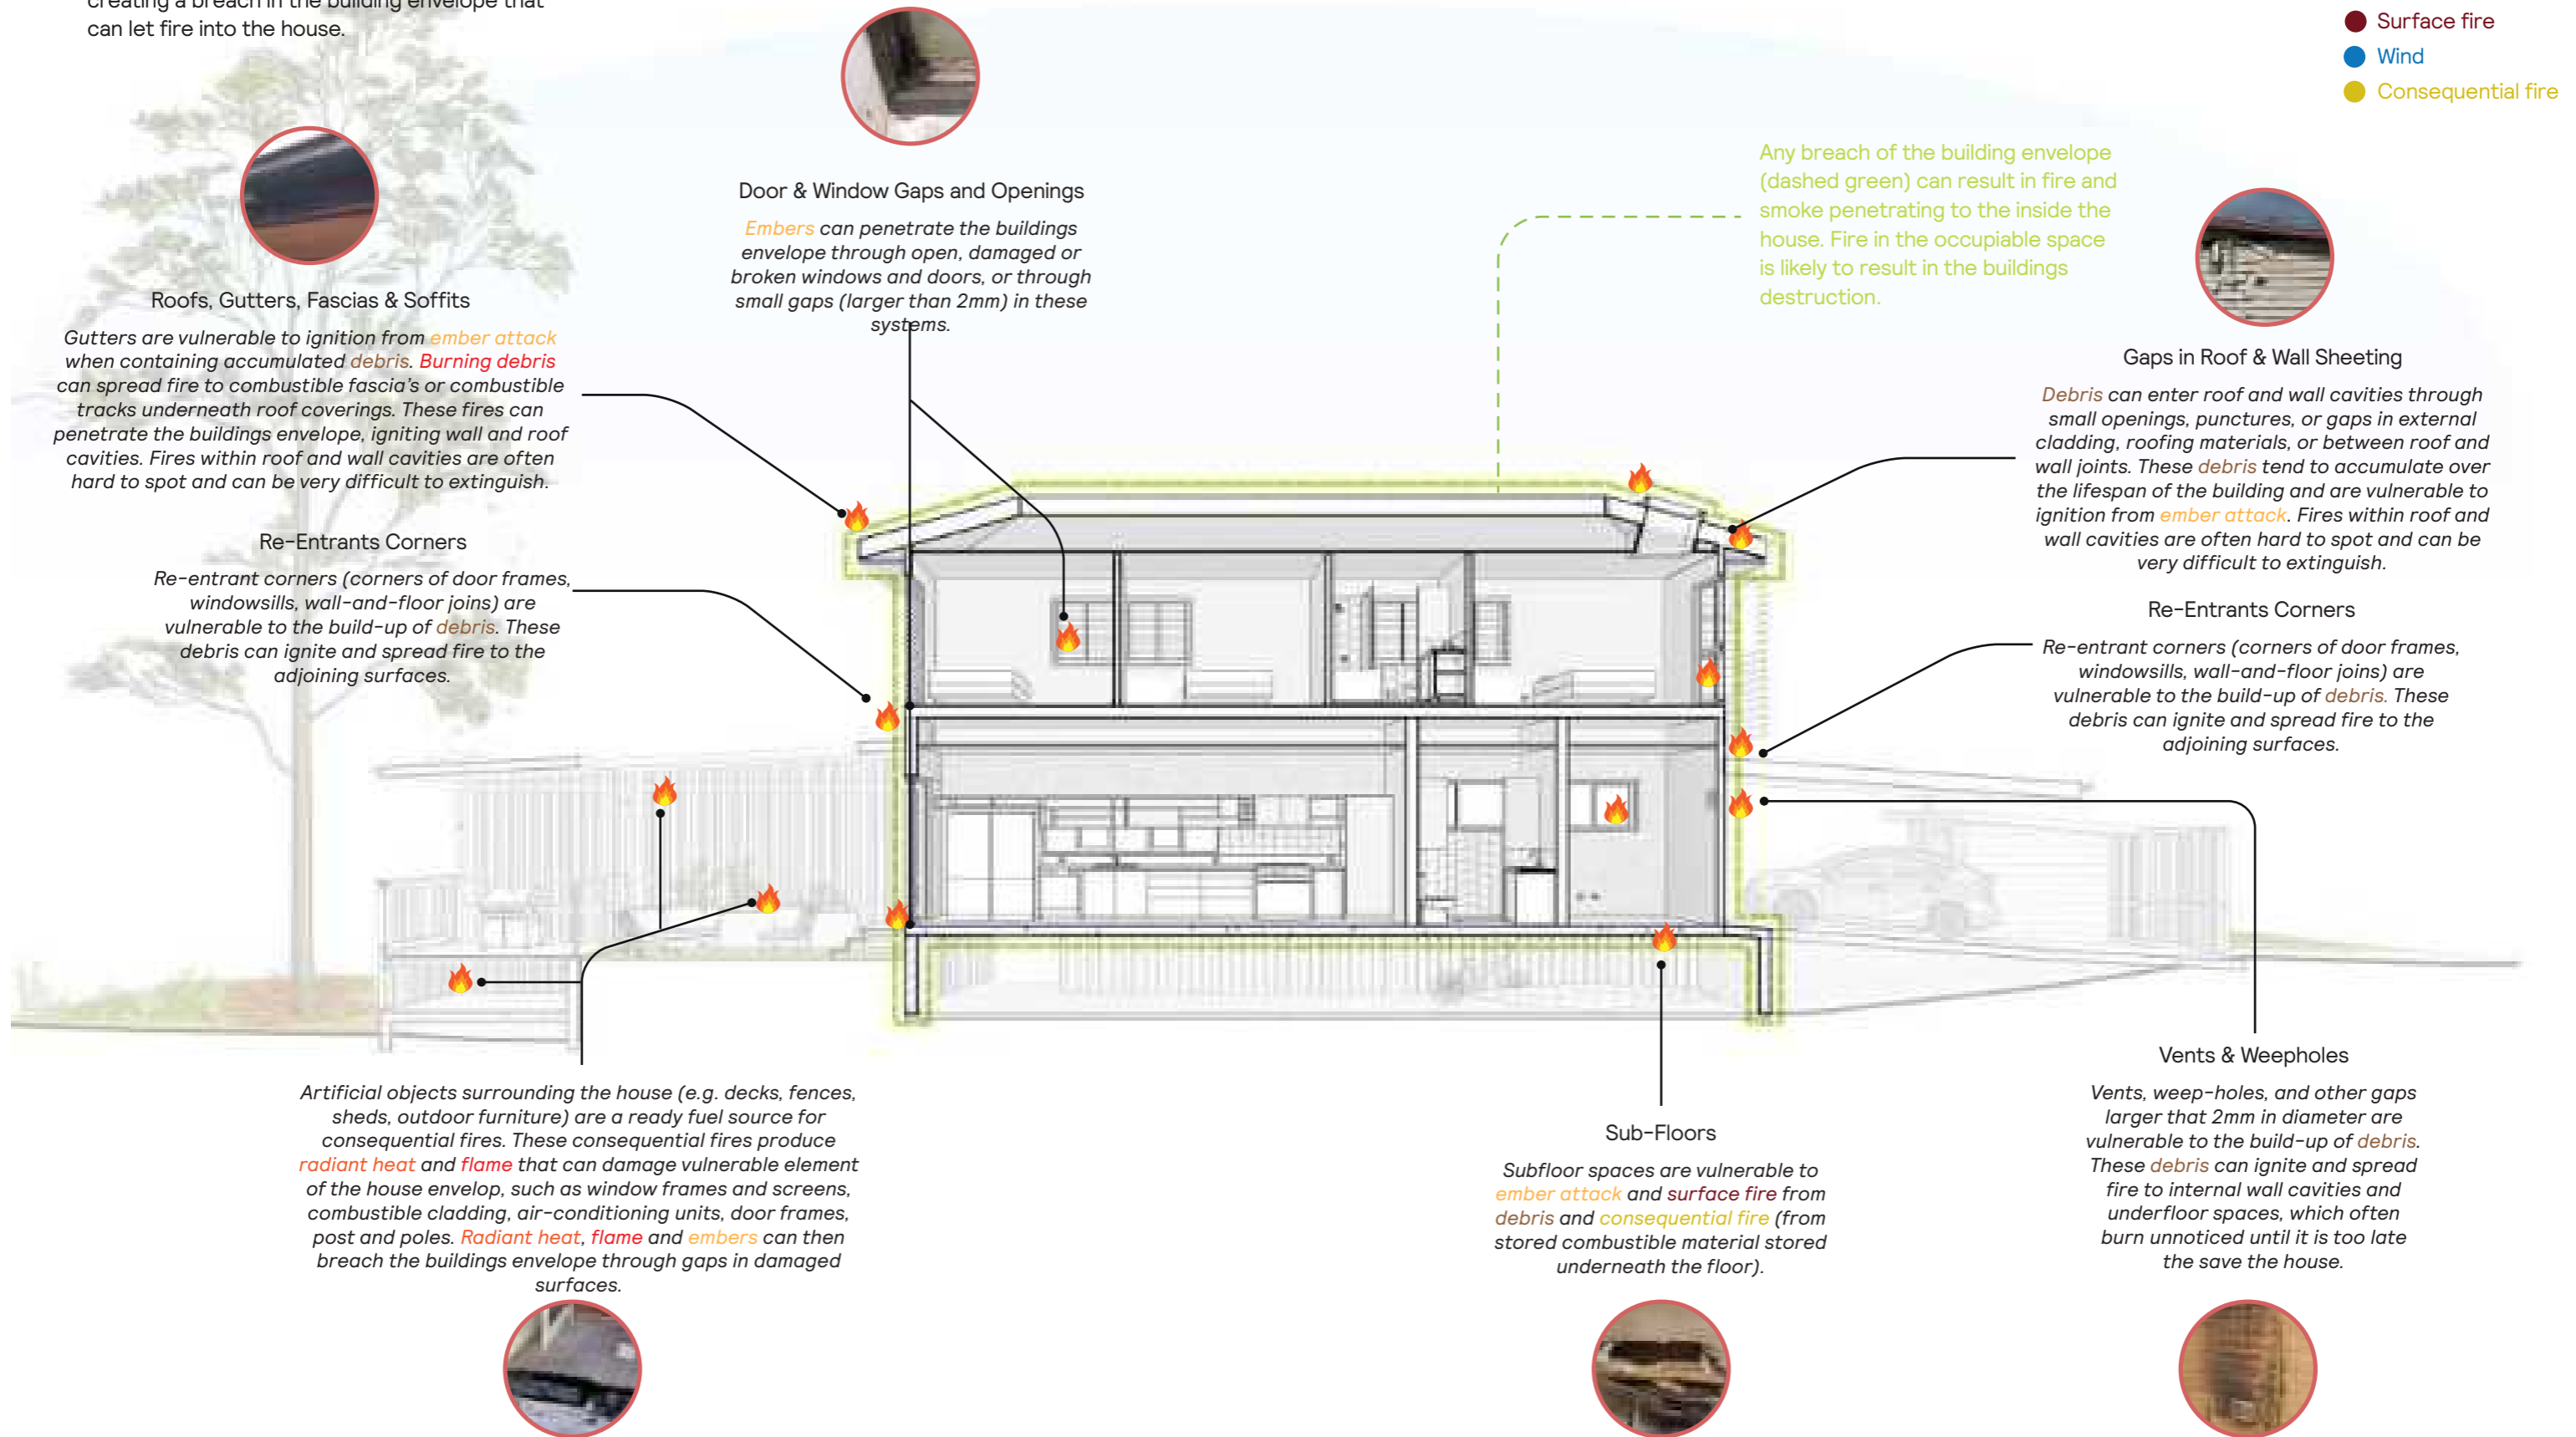 creating a breach in the building envelope that
can let fire into the house.
Surface fire
Wind
Consequential fire
Door & Window Gaps and Openings
Embers can penetrate the buildings
envelope through open, damaged or
broken windows and doors, or through
small gaps (larger than 2mm) in these
systems.
Any breach of the building envelope
(dashed green) can result in fire and
smoke penetrating to the inside the
house. Fire in the occupiable space
is likely to result in the buildings
destruction.
Roofs, Gutters, Fascias & Soffits
Gutters are vulnerable to ignition from ember attack
when containing accumulated debris. Burning debris
can spread fire to combustible fascia's or combustible
tracks underneath roof coverings. These fires can
penetrate the buildings envelope, igniting wall and roof
cavities. Fires within roof and wall cavities are often
hard to spot and can be very difficult to extinguish.
Gaps in Roof & Wall Sheeting
Debris can enter roof and wall cavities through
small openings, punctures, or gaps in external
cladding, roofing materials, or between roof and
wall joints. These debris tend to accumulate over
the lifespan of the building and are vulnerable to
ignition from ember attack. Fires within roof and
wall cavities are often hard to spot and can be
very difficult to extinguish.
Re-Entrants Corners
Re-entrant corners (corners of door frames,
windowsills, wall-and-floor joins) are
vulnerable to the build-up of debris. These
debris can ignite and spread fire to the
adjoining surfaces.
Re-Entrants Corners
Re-entrant corners (corners of door frames,
windowsills, wall-and-floor joins) are
vulnerable to the build-up of debris. These
debris can ignite and spread fire to the
adjoining surfaces.
Artificial objects surrounding the house (e.g. decks, fences,
sheds, outdoor furniture) are a ready fuel source for
consequential fires. These consequential fires produce
radiant heat and flame that can damage vulnerable element
of the house envelop, such as window frames and screens,
combustible cladding, air-conditioning units, door frames,
post and poles. Radiant heat, flame and embers can then
breach the buildings envelope through gaps in damaged
surfaces.
Sub-Floors
Subfloor spaces are vulnerable to
ember attack and surface fire from
debris and consequential fire (from
stored combustible material stored
underneath the floor).
Vents & Weepholes
Vents, weep-holes, and other gaps
larger that 2mm in diameter are
vulnerable to the build-up of debris.
These debris can ignite and spread
fire to internal wall cavities and
underfloor spaces, which often
burn unnoticed until it is too late
the save the house.